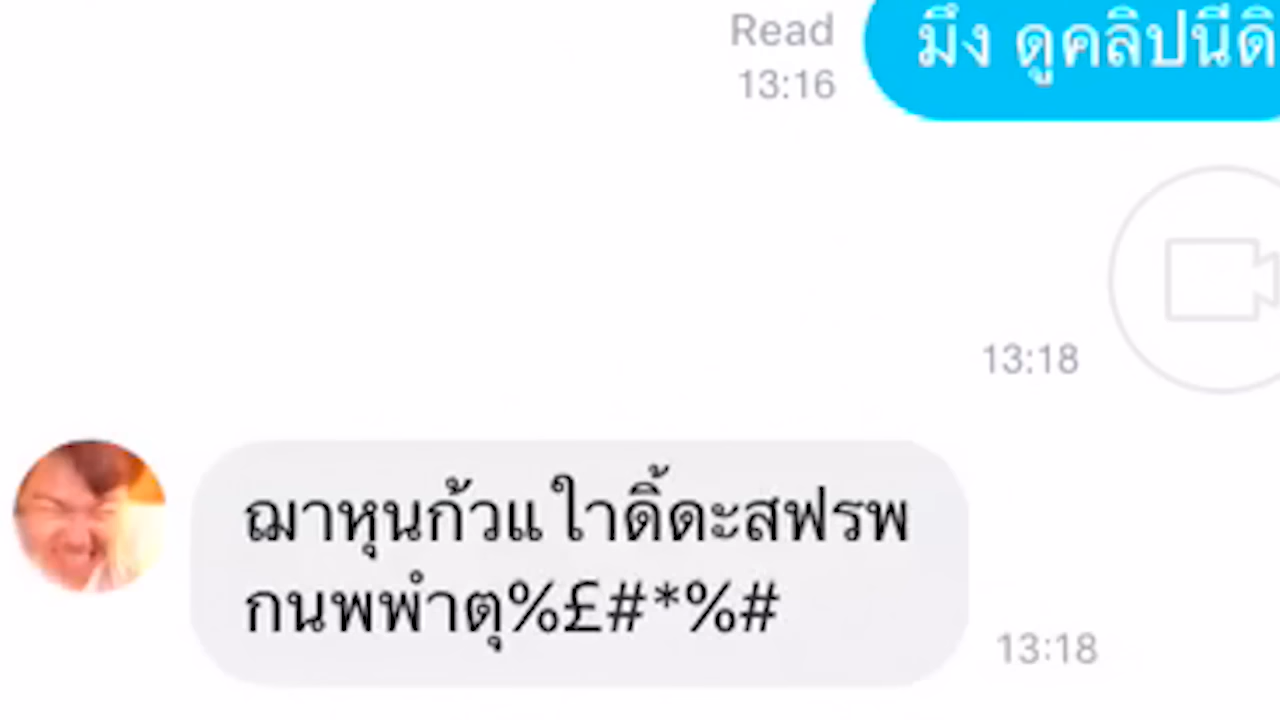 Read
13:16
มึง ดูคลิปนี้ดิ
13:18
ฌาหุนก้วแใาดิ้ดะสฟรพ
กนพพำตุ%£#*%#
13:18